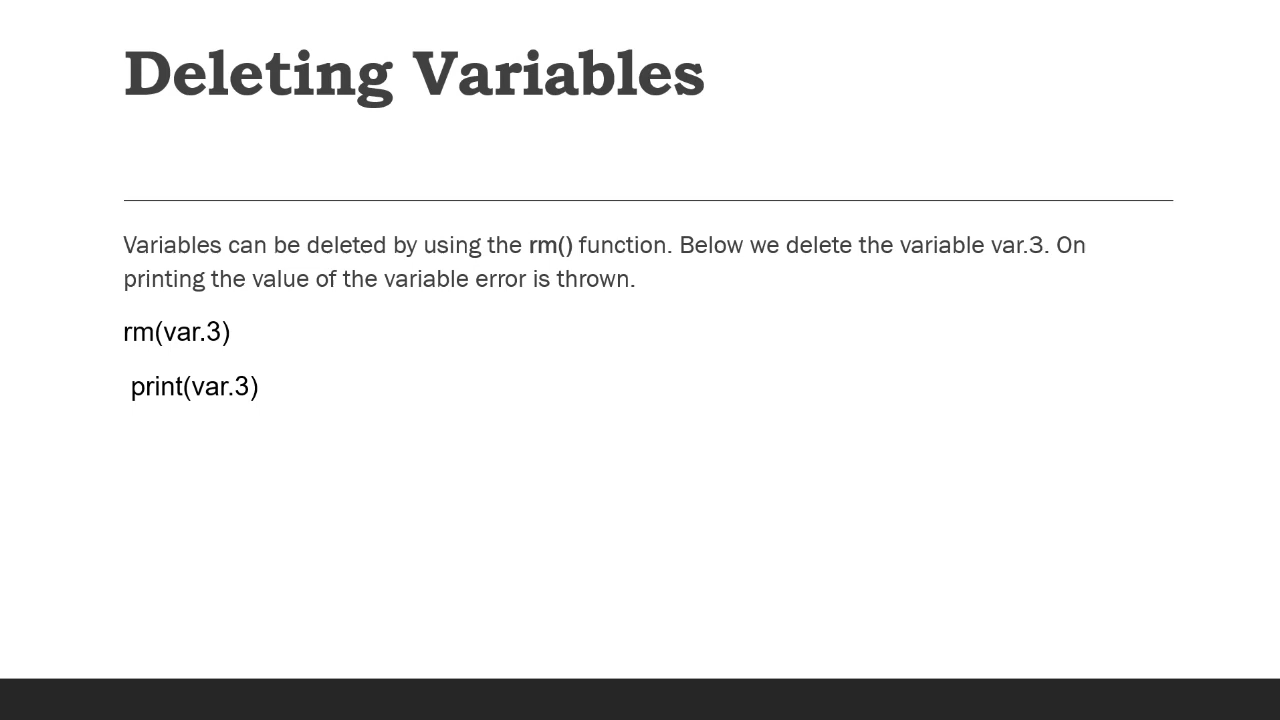 Deleting Variables
Variables can be deleted by using the rm() function. Below we delete the variable var.3. On
printing the value of the variable error is thrown.
rm(var.3)
print(var.3)